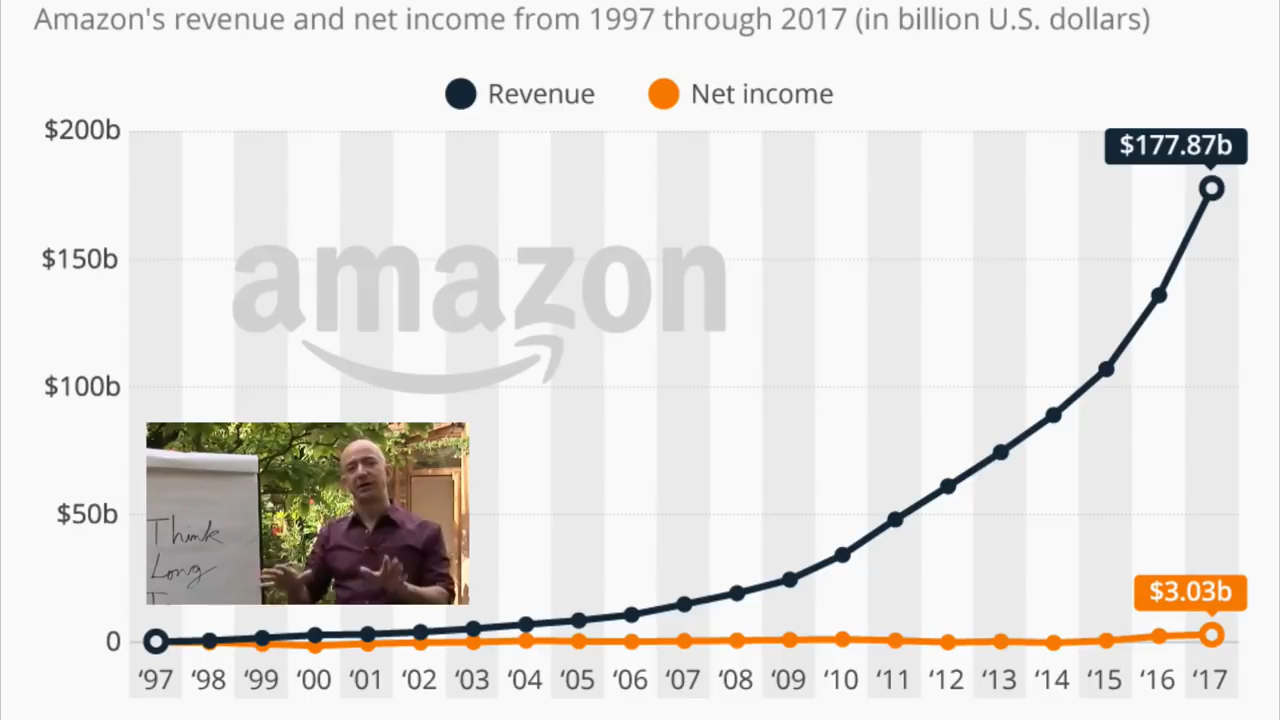 Amazon's revenue and net income from 1997 through 2017 (in billion U.S. dollars)
Revenue Net income
$200b
$177.87b
$150b
amazon
$100b
Think
Long
$50b
$3.03b
0
‘97 ‘98 ‘99 ‘00 ‘01 ‘02 ‘03 ‘04 ‘05 ‘06 ‘07 ‘08 ‘09 ‘10 ‘11 ‘12 ‘13 ‘14 ‘15 ‘16 ‘17